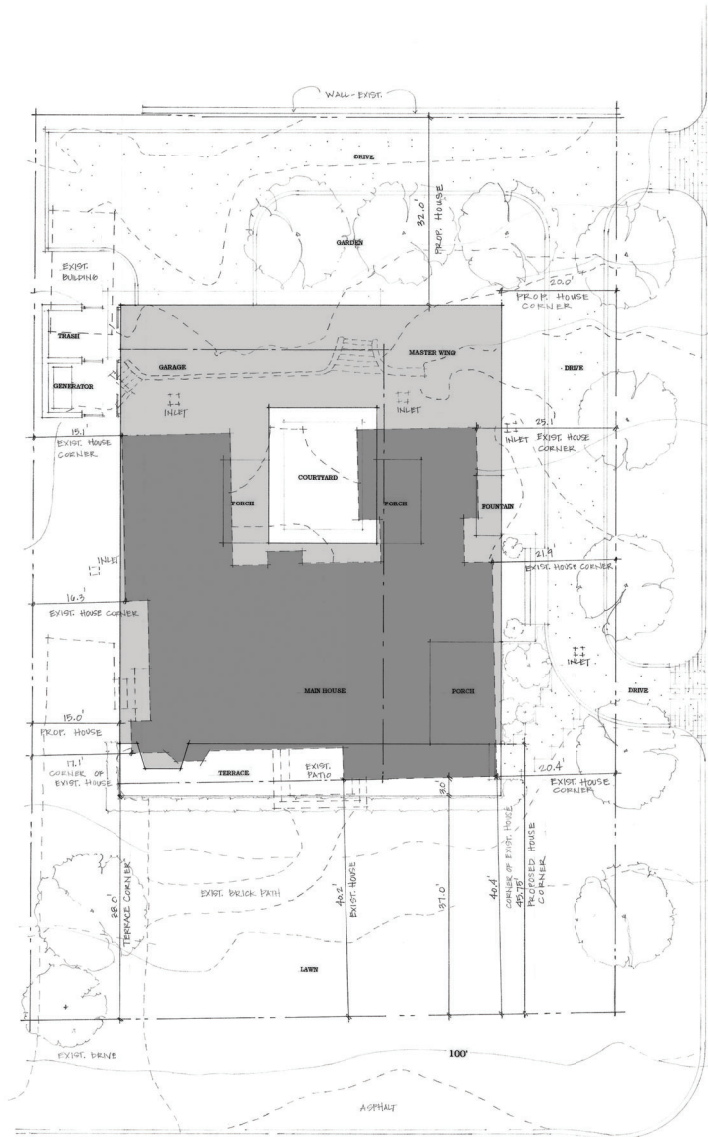 WALL-EXIST.
DRIVE
32.0'
PROP. HOUSE
GARDEN
EXIST.
BUILDING
20.0'
PROP. HOUSE
CORNER
TRASH
MASTER WING
GARAGE
DRIVE
GENERATOR
INLET
INLET
15.1'
EXIST. HOUSE
CORNER
25.1'
INLET
EXIST. HOUSE
CORNER
COURTYARD
PORCH
PORCH
FOUNTAIN
INLET
21.9'
EXIST. HOUSE CORNER
16.3'
EXIST. HOUSE CORNER
INLET
MAIN HOUSE
PORCH
DRIVE
15.0'
PROP. HOUSE
17.1'
CORNER OF
EXIST. HOUSE
TERRACE
EXIST.
PATIO
20.4'
EXIST. HOUSE
CORNER
3.0'
38.0'
TERRACE CORNER
EXIST. BRICK PATH
40.2'
EXIST. HOUSE
37.0'
40.4'
CORNER OF EXIST. HOUSE
45.75'
PROPOSED HOUSE
CORNER
LAWN
EXIST. DRIVE
100'
ASPHALT